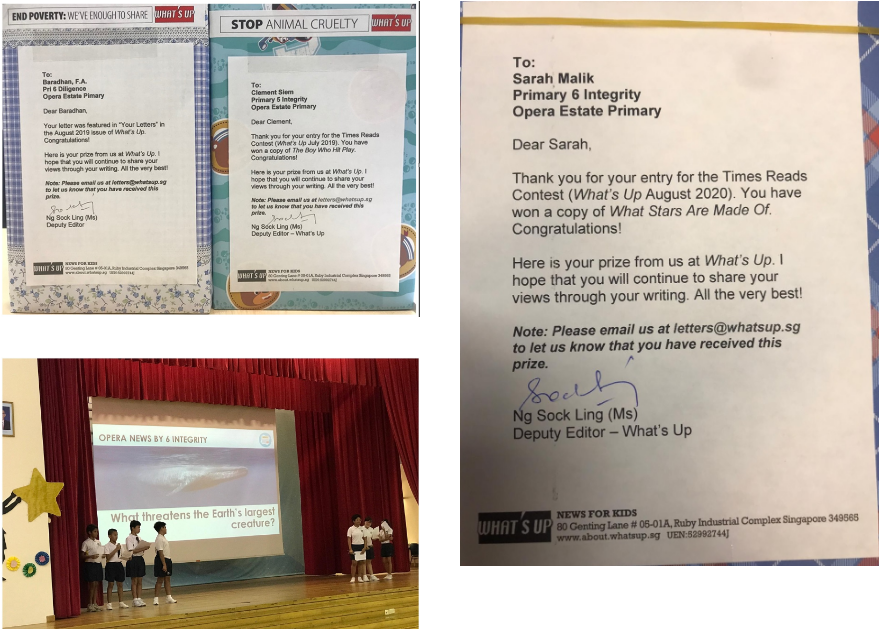 END POVERTY: WE'VE ENOUGH TO SHARE WHAT'S UP
To:
Baradhan, F.A.
Pri 6 Diligence
Opera Estate Primary
Dear Baradhan,
Your letter was featured in "Your Letters" in
the August 2019 issue of What's Up.
Congratulations!
Here is your prize from us at What's Up. I
hope that you will continue to share your
views through your writing. All the very best!
Note: Please email us at letters@whatsup.sg
to let us know that you have received this
prize.
Ng Sock Ling (Ms)
Deputy Editor
WHAT'S UP NEWS FOR KIDS
80 Genting Lane # 05-01A, Ruby Industrial Complex Singapore 349565
www.about.whatsup.sg UEN:52992744J
STOP ANIMAL CRUELTY WHAT'S UP
To:
Clement Siem
Primary 5 Integrity
Opera Estate Primary
Dear Clement,
Thank you for your entry for the Times Reads
Contest (What's Up July 2019). You have
won a copy of The Boy Who Hit Play.
Congratulations!
Here is your prize from us at What's Up. I
hope that you will continue to share your
views through your writing. All the very best!
Note: Please email us at letters@whatsup.sg
to let us know that you have received this
prize.
Ng Sock Ling (Ms)
Deputy Editor – What's Up
WHAT'S UP NEWS FOR KIDS
80 Genting Lane # 05-01A, Ruby Industrial Complex Singapore 349565
www.about.whatsup.sg UEN:52992744J
To:
Sarah Malik
Primary 6 Integrity
Opera Estate Primary
Dear Sarah,
Thank you for your entry for the Times Reads
Contest (What's Up August 2020). You have
won a copy of What Stars Are Made Of.
Congratulations!
Here is your prize from us at What's Up. I
hope that you will continue to share your
views through your writing. All the very best!
Note: Please email us at letters@whatsup.sg
to let us know that you have received this
prize.
Ng Sock Ling (Ms)
Deputy Editor – What's Up
WHAT'S UP NEWS FOR KIDS
80 Genting Lane # 05-01A, Ruby Industrial Complex Singapore 349565
www.about.whatsup.sg UEN:52992744J
OPERA NEWS BY 6 INTEGRITY
What threatens the Earth's largest
creature?